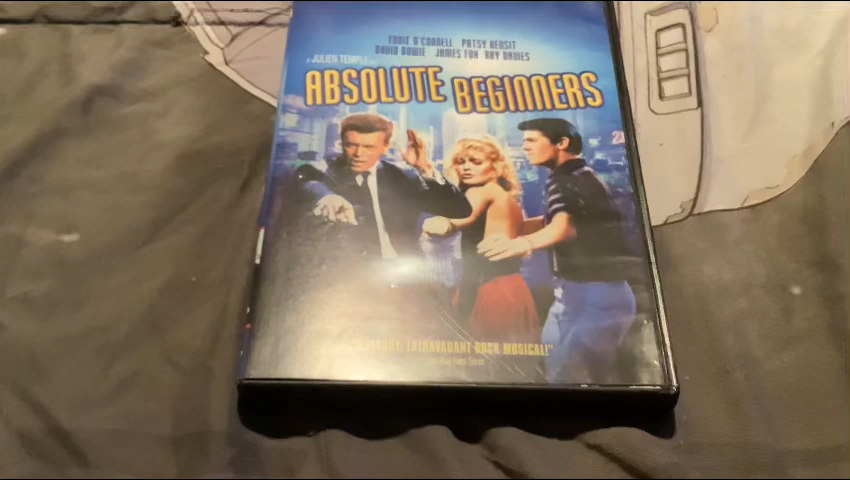 EDDIE O'CONNELL PATSY KENSIT
DAVID BOWIE JAMES FOX RAY DAVIES
A JULIEN TEMPLE
ABSOLUTE BEGINNERS
EXTRAVAGANT ROCK MUSICAL!"